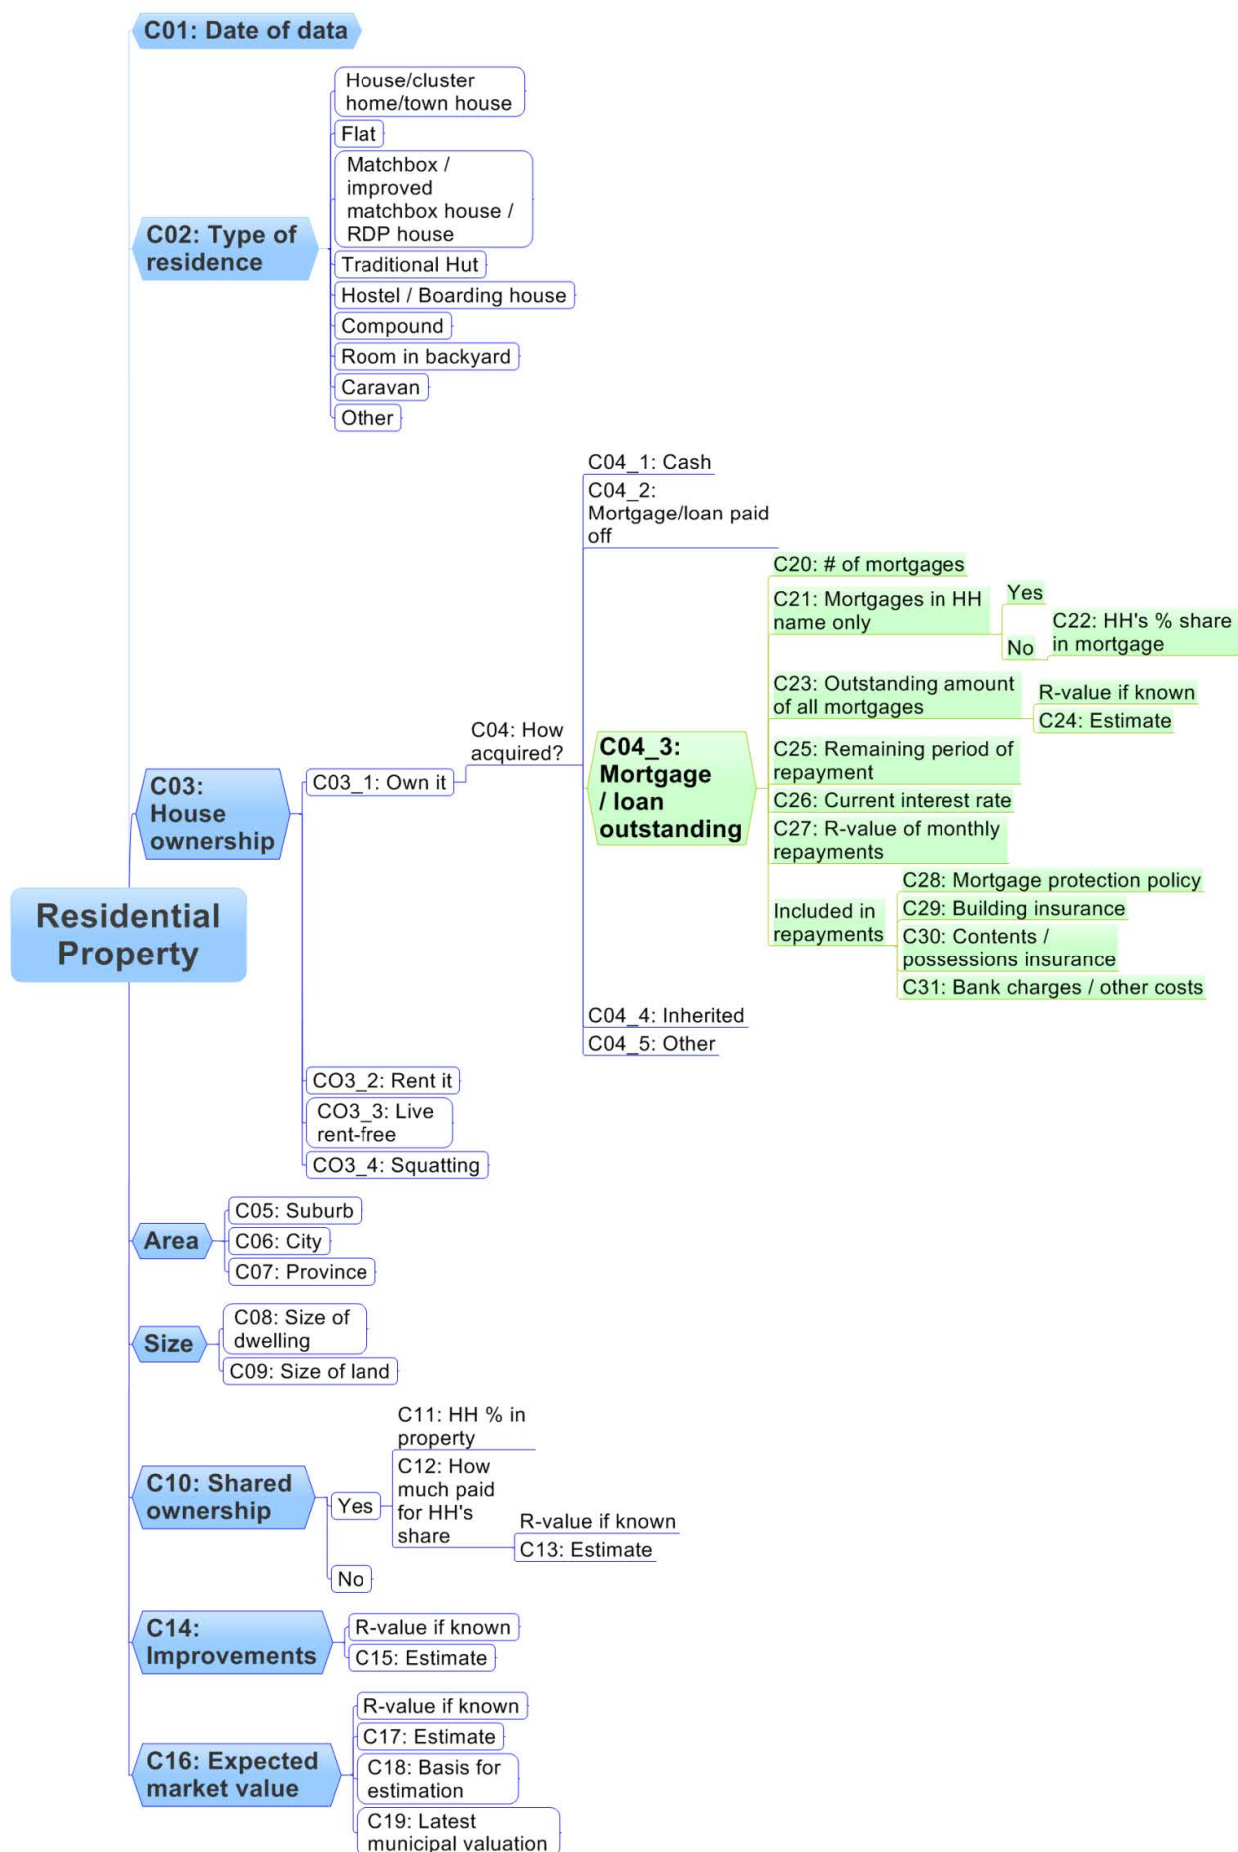 C01: Date of data
House/cluster
home/town house
Flat
Matchbox /
improved
matchbox house /
RDP house
C02: Type of
residence
Traditional Hut
Hostel / Boarding house
Compound
Room in backyard
Caravan
Other
C04_1: Cash
C04_2:
Mortgage/loan paid
off
C20: # of mortgages
C21: Mortgages in HH
name only
Yes
No
C22: HH's % share
in mortgage
C23: Outstanding amount
of all mortgages
R-value if known
C24: Estimate
C04: How
acquired?
C04_3:
Mortgage
/ loan
outstanding
C25: Remaining period of
repayment
C26: Current interest rate
C27: R-value of monthly
repayments
C03:
House
ownership
C03_1: Own it
Included in
repayments
C28: Mortgage protection policy
C29: Building insurance
C30: Contents /
possessions insurance
C31: Bank charges / other costs
Residential
Property
C04_4: Inherited
C04_5: Other
CO3_2: Rent it
CO3_3: Live
rent-free
CO3_4: Squatting
Area
C05: Suburb
C06: City
C07: Province
Size
C08: Size of
dwelling
C09: Size of land
C10: Shared
ownership
Yes
C11: HH % in
property
C12: How
much paid
for HH's
share
R-value if known
C13: Estimate
No
C14:
Improvements
R-value if known
C15: Estimate
C16: Expected
market value
R-value if known
C17: Estimate
C18: Basis for
estimation
C19: Latest
municipal valuation